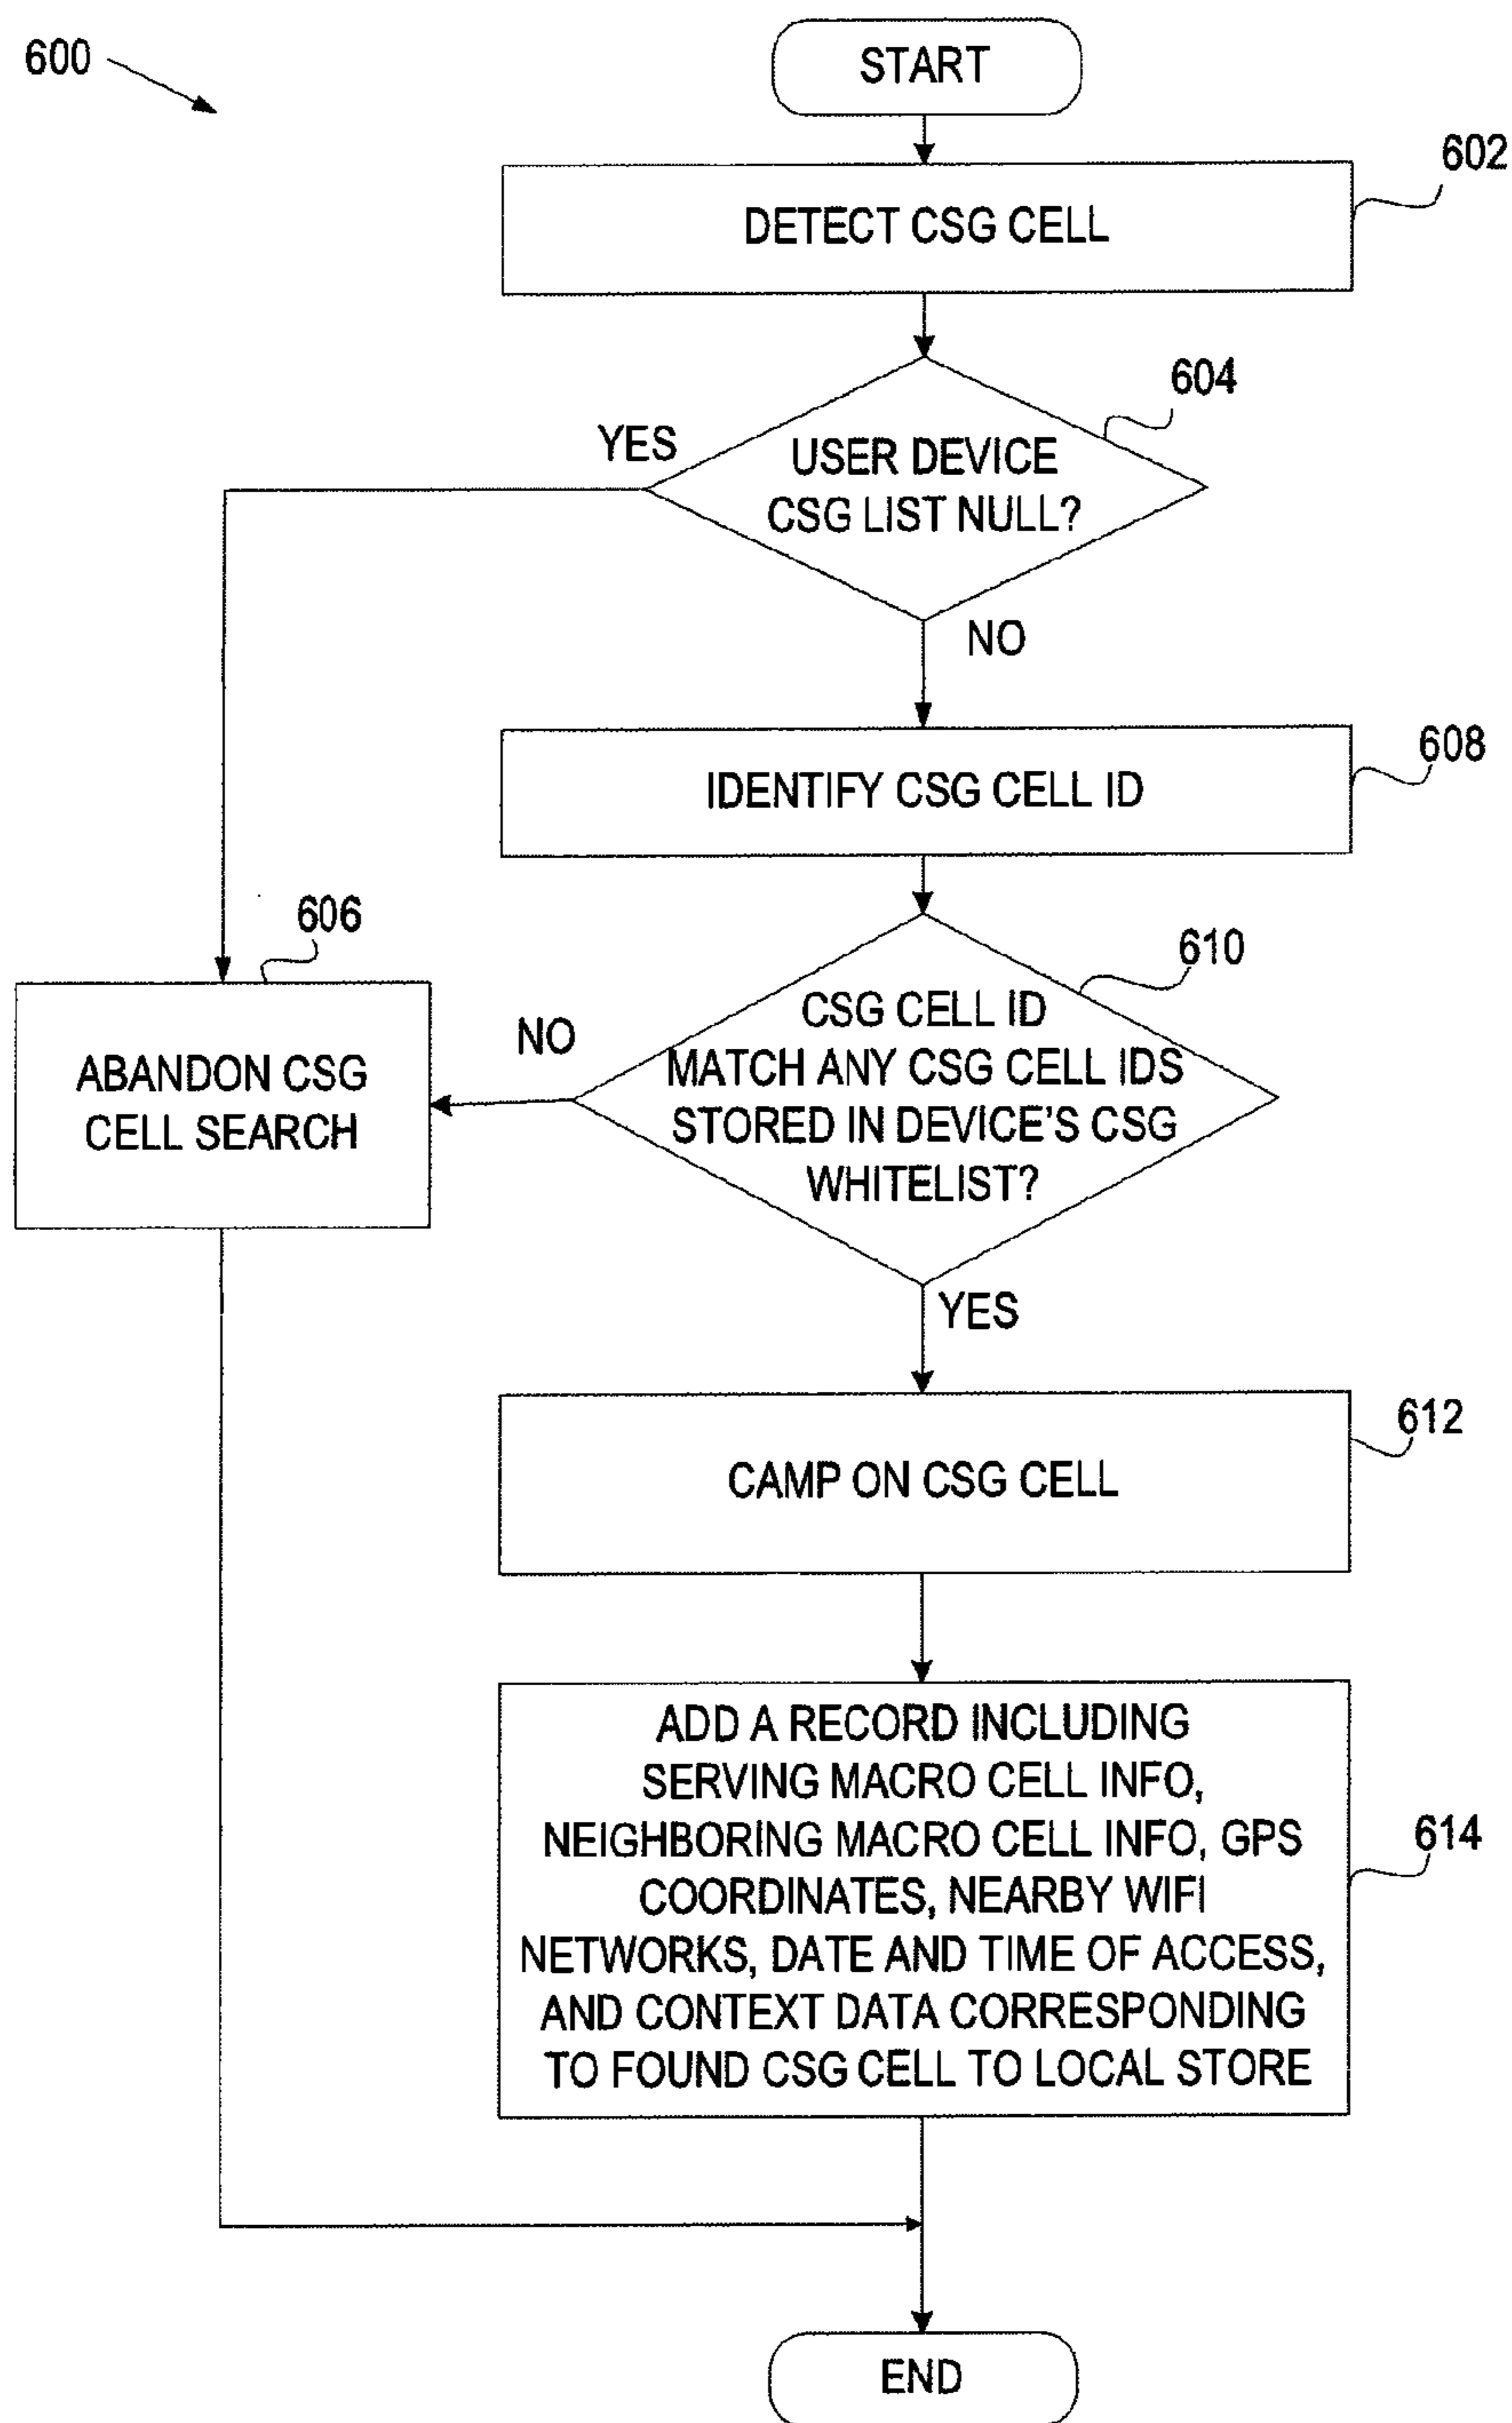 600
START
602
DETECT CSG CELL
604
YES
USER DEVICE
CSG LIST NULL?
NO
608
IDENTIFY CSG CELL ID
606
ABANDON CSG
CELL SEARCH
610
NO
CSG CELL ID
MATCH ANY CSG CELL IDS
STORED IN DEVICE'S CSG
WHITELIST?
YES
612
CAMP ON CSG CELL
ADD A RECORD INCLUDING
SERVING MACRO CELL INFO,
NEIGHBORING MACRO CELL INFO, GPS
COORDINATES, NEARBY WIFI
NETWORKS, DATE AND TIME OF ACCESS,
AND CONTEXT DATA CORRESPONDING
TO FOUND CSG CELL TO LOCAL STORE
614
END